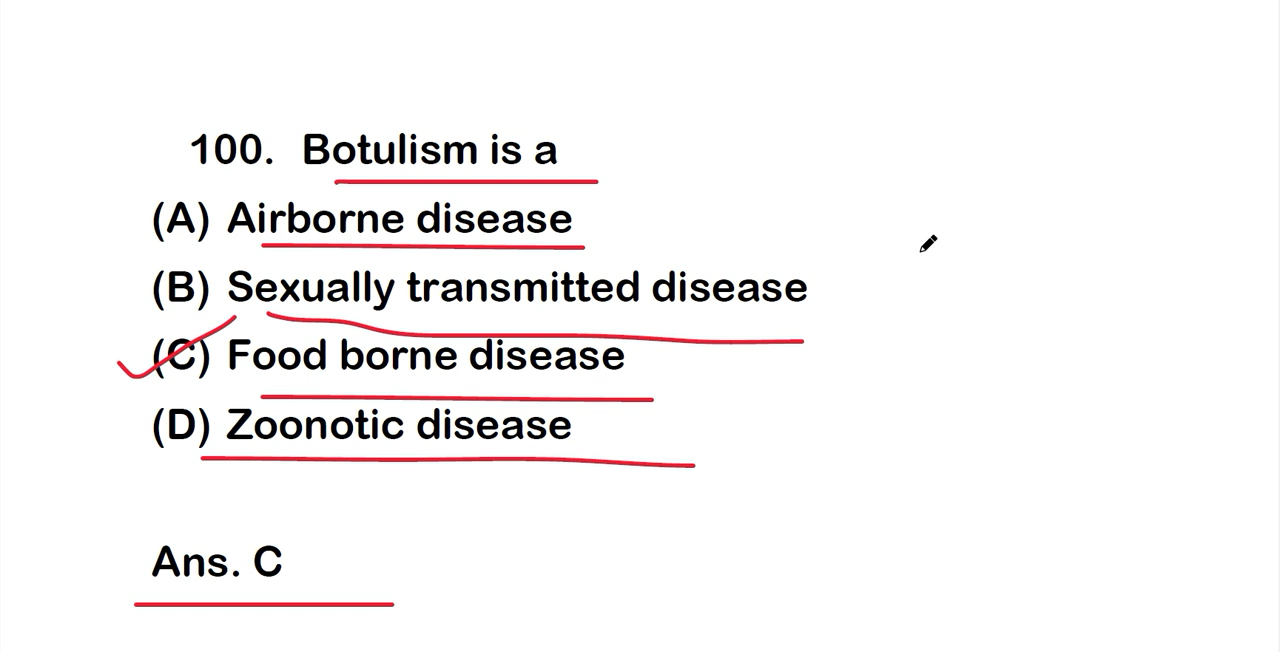 100. Botulism is a
(A) Airborne disease
(B) Sexually transmitted disease
(C) Food borne disease
(D) Zoonotic disease
Ans. C